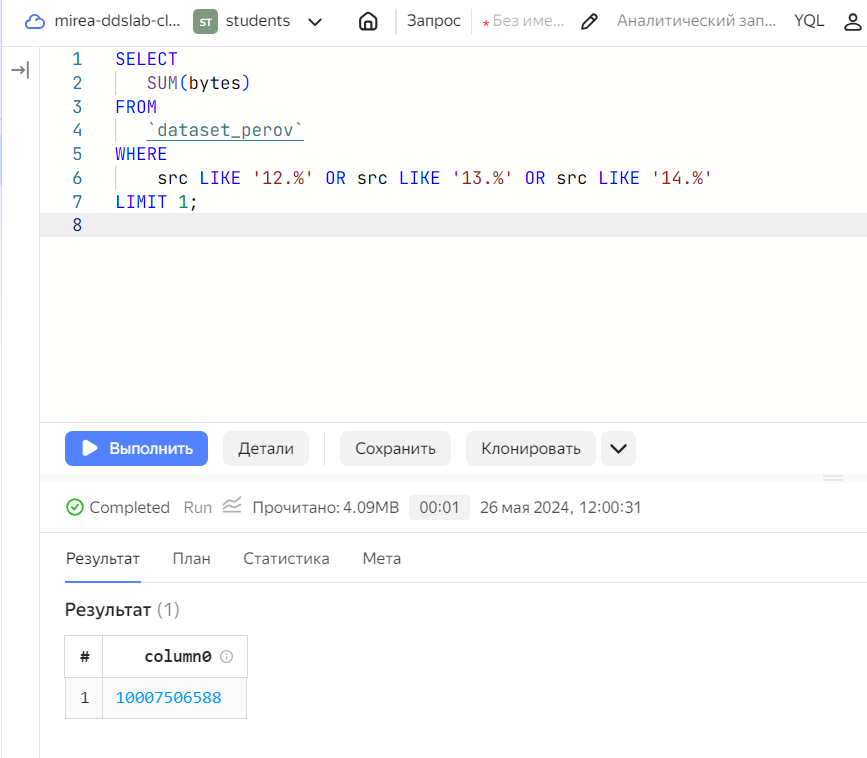 mirea-ddslab-cl... ST students Запрос * Без име... Аналитический зап... YQL
1 SELECT
2 SUM(bytes)
3 FROM
4 `dataset_perov`
5 WHERE
6 src LIKE '12.%' OR src LIKE '13.%' OR src LIKE '14.%'
7 LIMIT 1;
8
Выполнить Детали Сохранить Клонировать
Completed Run Прочитано: 4.09MB 00:01 26 мая 2024, 12:00:31
Результат План Статистика Мета
Результат (1)
# column0
1 10007506588